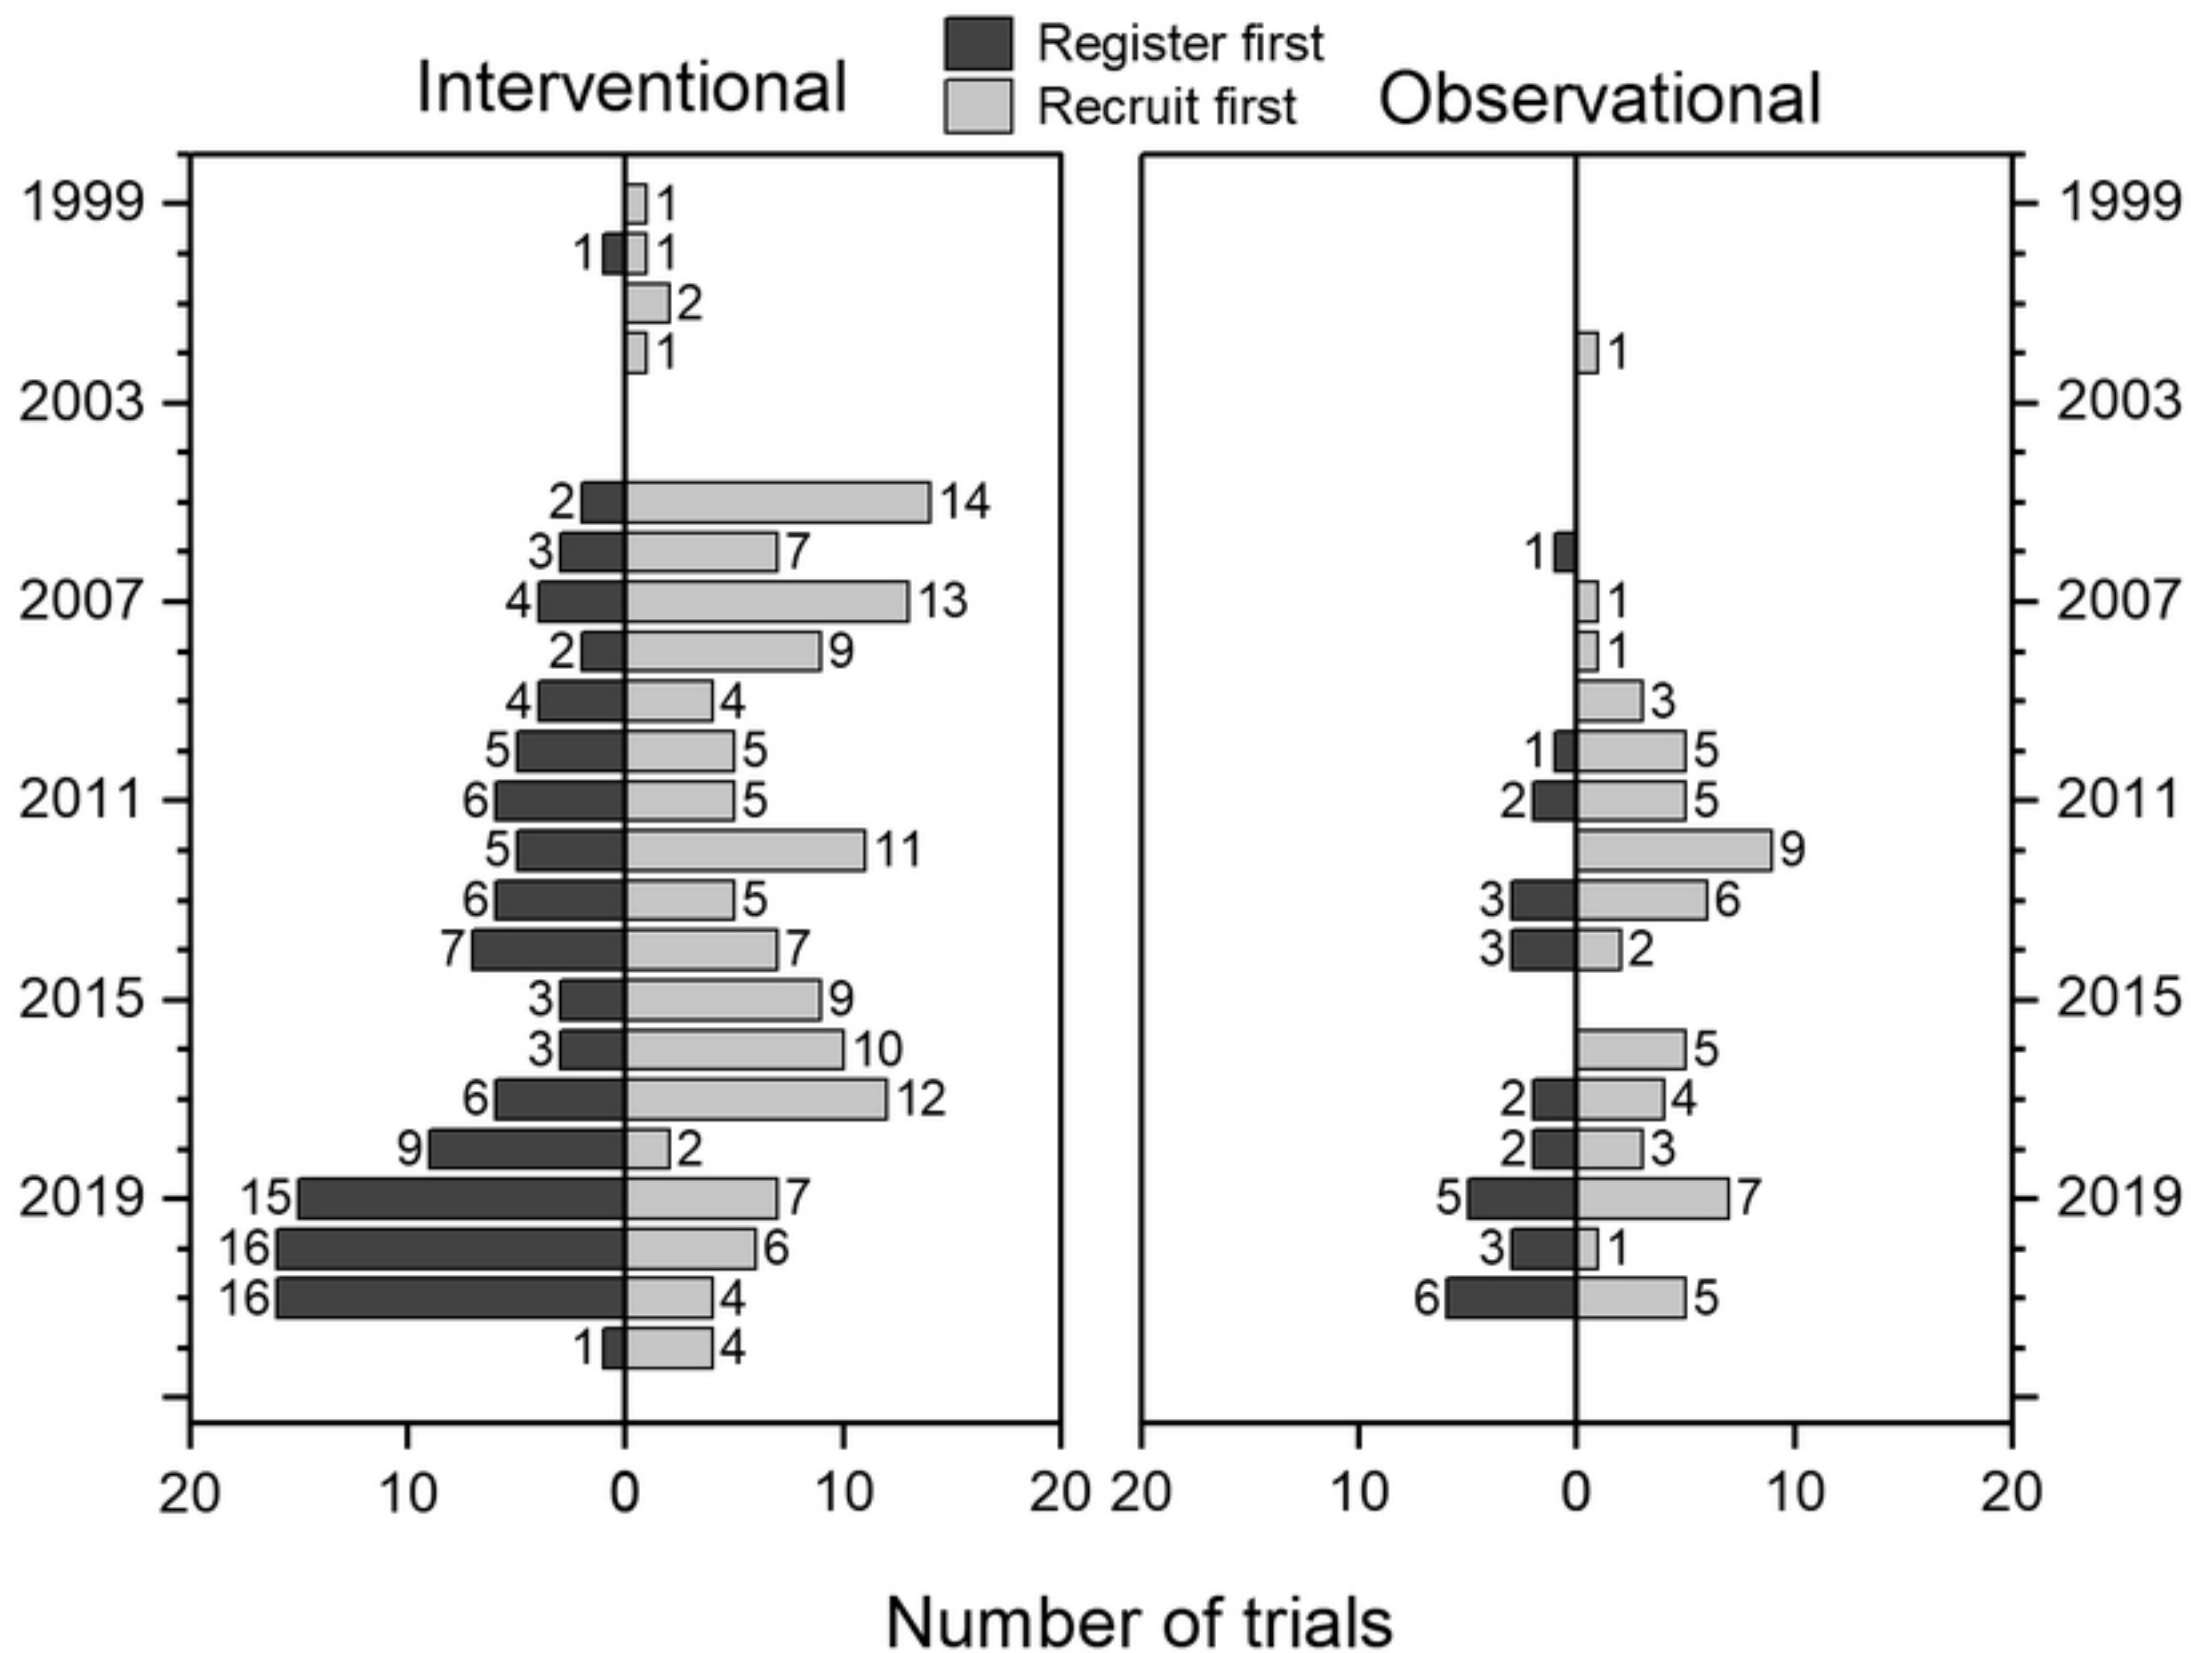 Register first
Interventional
Recruit first
Observational
1999 1 1999
1 1
2
1 1
2003 2003
2 14
3 7 1
2007 4 13 1 2007
2 9 1
4 4 3
5 5 1 5
2011 6 5 2 5 2011
5 11 9
6 5 3 6
7 7 3 2
2015 3 9 2015
3 10 5
6 12 2 4
9 2 2 3
2019 15 7 5 7 2019
16 6 3 1
16 4 6 5
1 4
20 10 0 10 20 20 10 0 10 20
Number of trials